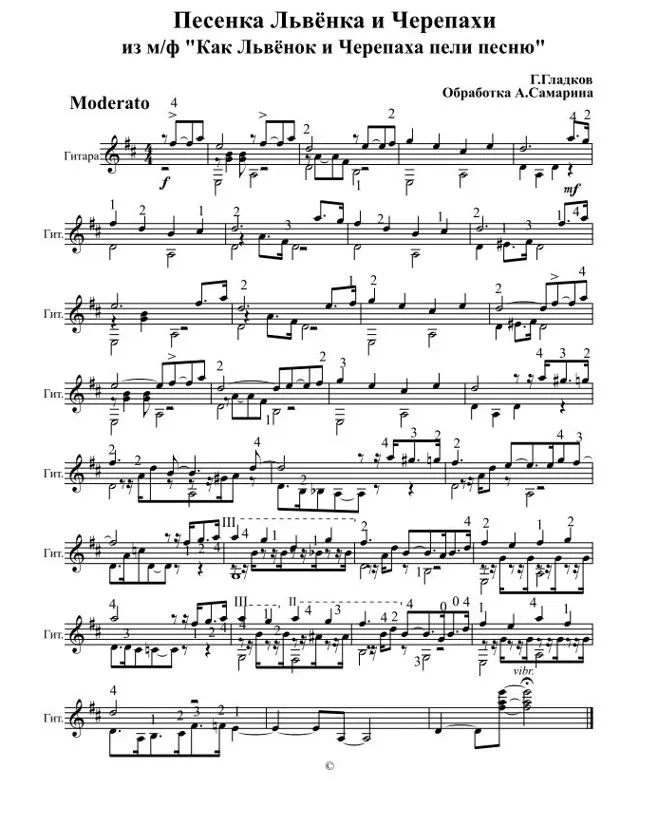 Песенка Львёнка и Черепахи
из м/ф "Как Львёнок и Черепаха пели песню"
Г.Гладков
Обработка А.Самарина
Moderato
Гитара
f
mf
Гит.
Гит.
Гит.
Гит.
Гит.
III
Гит.
III
II
vibr.
Гит.
©